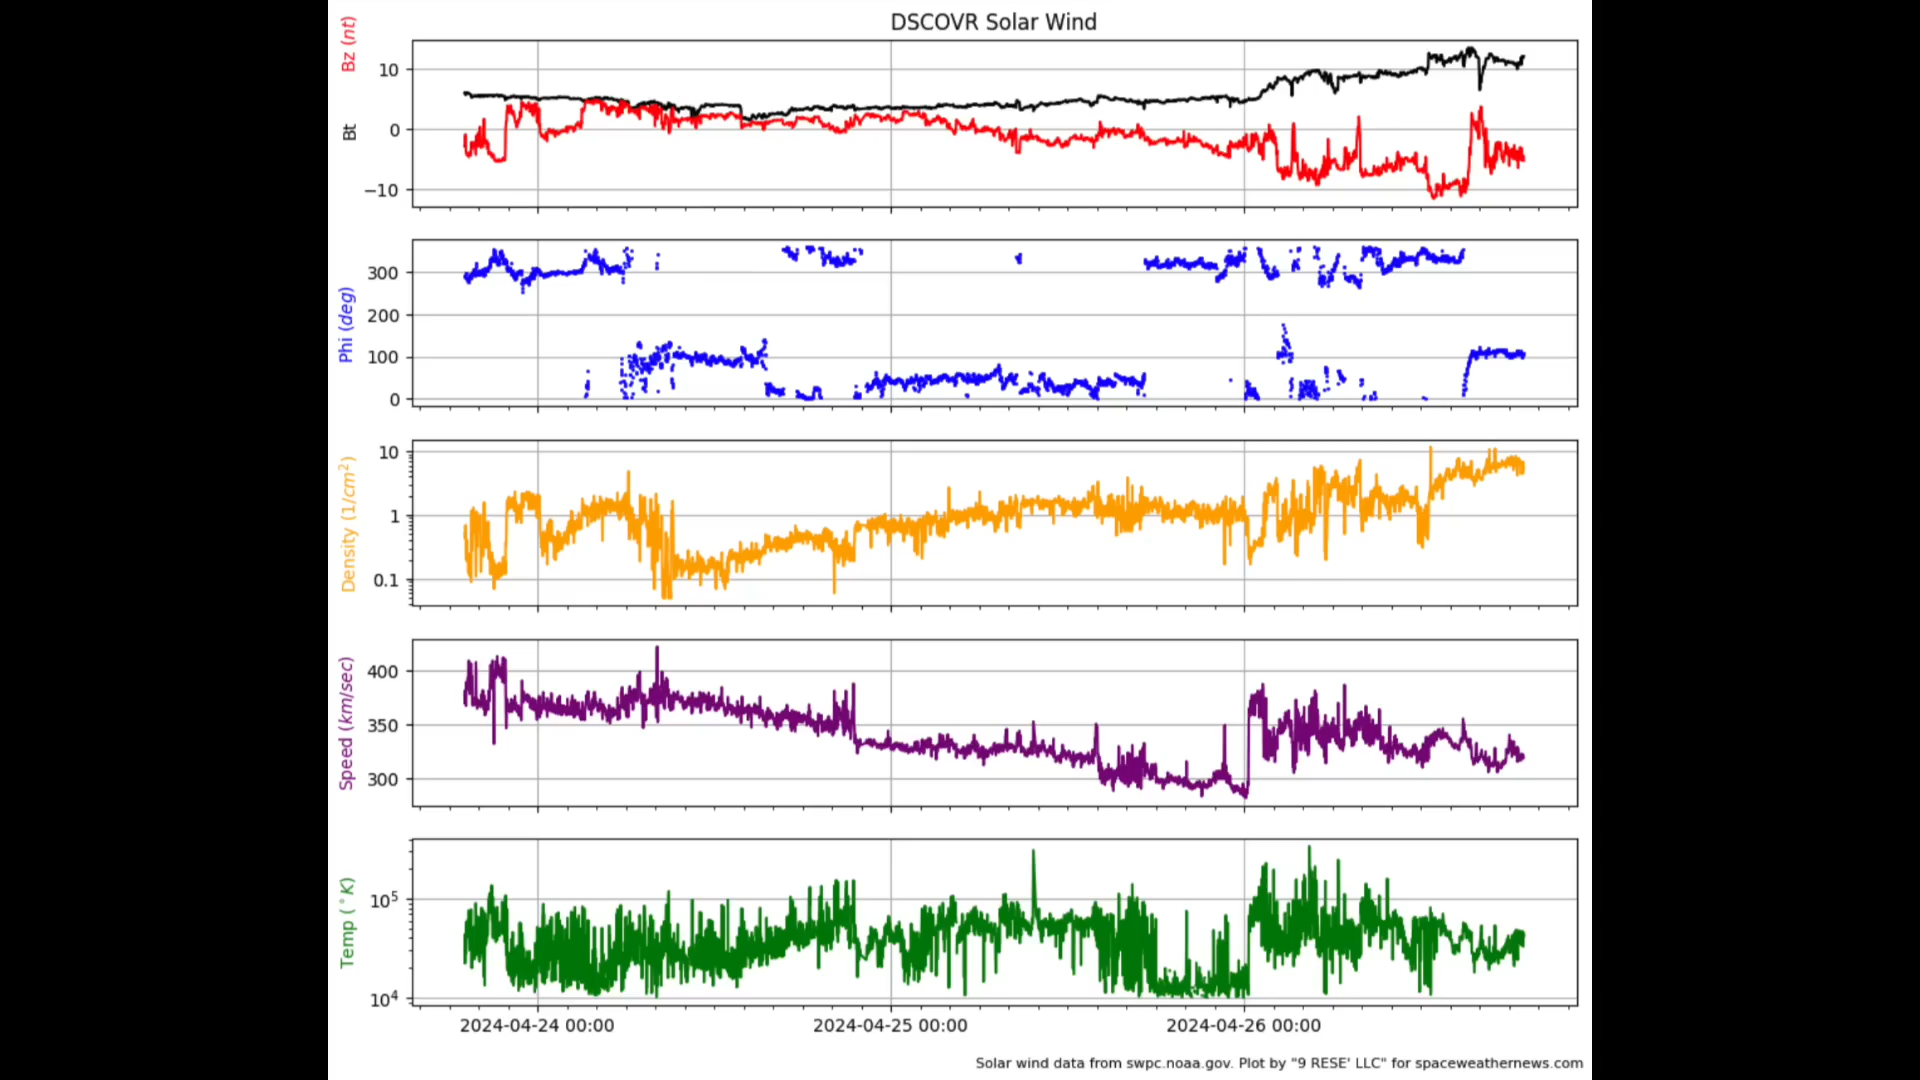 DSCOVR Solar Wind
Bz (nt)
Bt
10
0
−10
Phi (deg)
300
200
100
0
Density (1/cm²)
10
1
0.1
Speed (km/sec)
400
350
300
Temp (°K)
10⁵
10⁴
2024-04-24 00:00
2024-04-25 00:00
2024-04-26 00:00
Solar wind data from swpc.noaa.gov. Plot by "9 RESE' LLC" for spaceweathernews.com